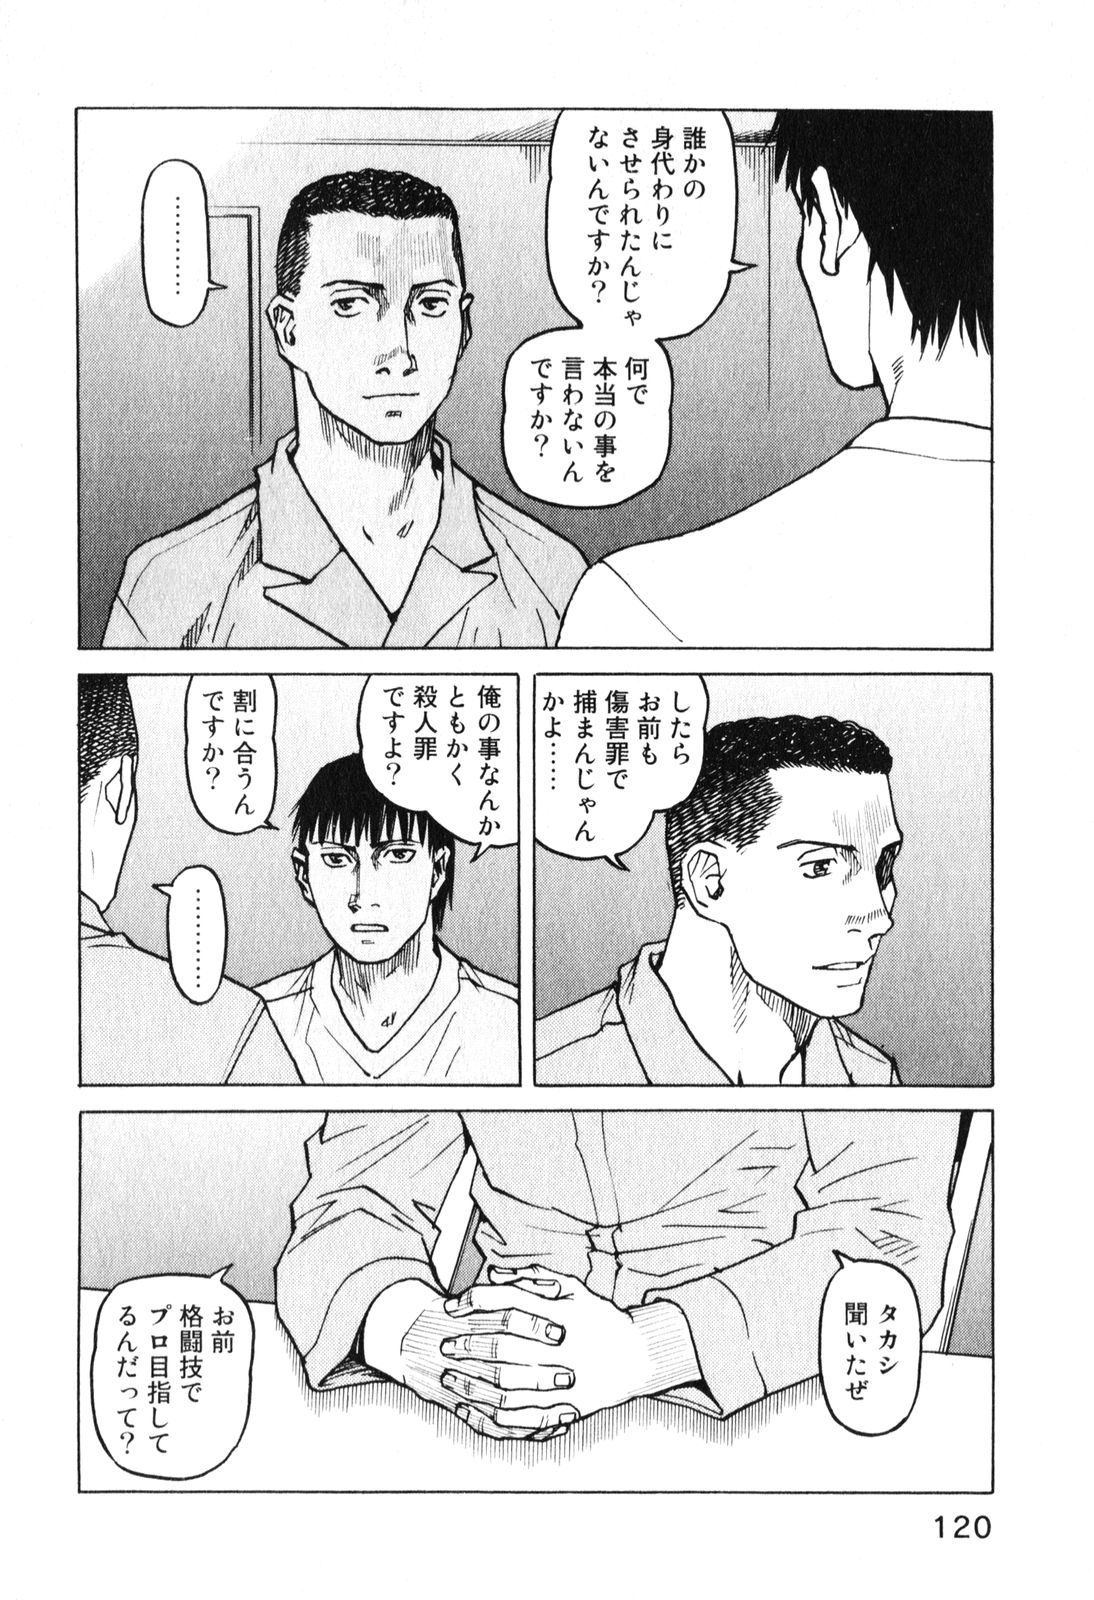 誰かの
身代わりに
させられたんじゃ
ないんですか?
何で
本当の事を
言わないん
ですか?
…………
したら
お前も
傷害罪で
捕まんじゃん
かよ……
俺の事なんか
ともかく
殺人罪
ですよ?
割に合うん
ですか?
…………
タカシ
聞いたぜ
お前
格闘技で
プロ目指して
るんだって?
120